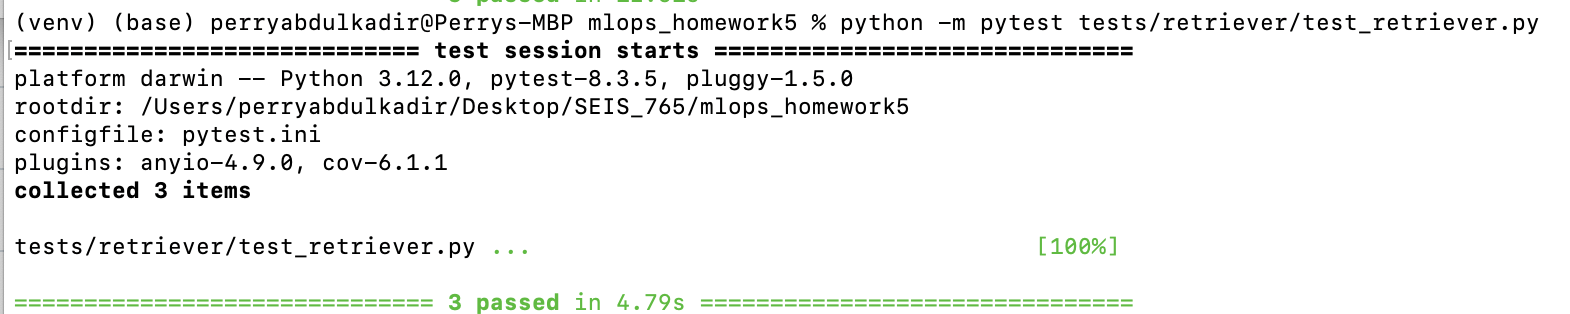 (venv) (base) perryabdulkadir@Perrys-MBP mlops_homework5 % python -m pytest tests/retriever/test_retriever.py
[============================= test session starts ==============================
platform darwin -- Python 3.12.0, pytest-8.3.5, pluggy-1.5.0
rootdir: /Users/perryabdulkadir/Desktop/SEIS_765/mlops_homework5
configfile: pytest.ini
plugins: anyio-4.9.0, cov-6.1.1
collected 3 items
tests/retriever/test_retriever.py ... [100%]
============================== 3 passed in 4.79s ===============================